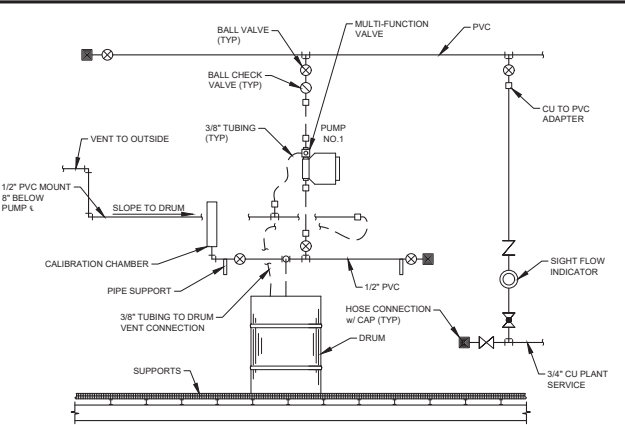 BALL VALVE
(TYP)
MULTI-FUNCTION
VALVE
PVC
BALL CHECK
VALVE (TYP)
CU TO PVC
ADAPTER
3/8" TUBING
(TYP)
PUMP
NO.1
VENT TO OUTSIDE
1/2" PVC MOUNT
8" BELOW
PUMP ℄
SLOPE TO DRUM
CALIBRATION CHAMBER
SIGHT FLOW
INDICATOR
PIPE SUPPORT
1/2" PVC
3/8" TUBING TO DRUM
VENT CONNECTION
HOSE CONNECTION
w/ CAP (TYP)
DRUM
SUPPORTS
3/4" CU PLANT
SERVICE